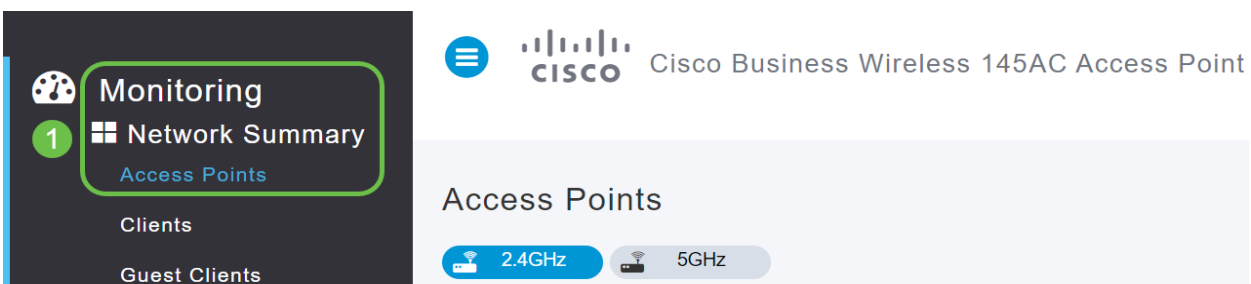 Monitoring
1
Network Summary
Access Points
Clients
Guest Clients
CISCO
Cisco Business Wireless 145AC Access Point
Access Points
2.4GHz
5GHz